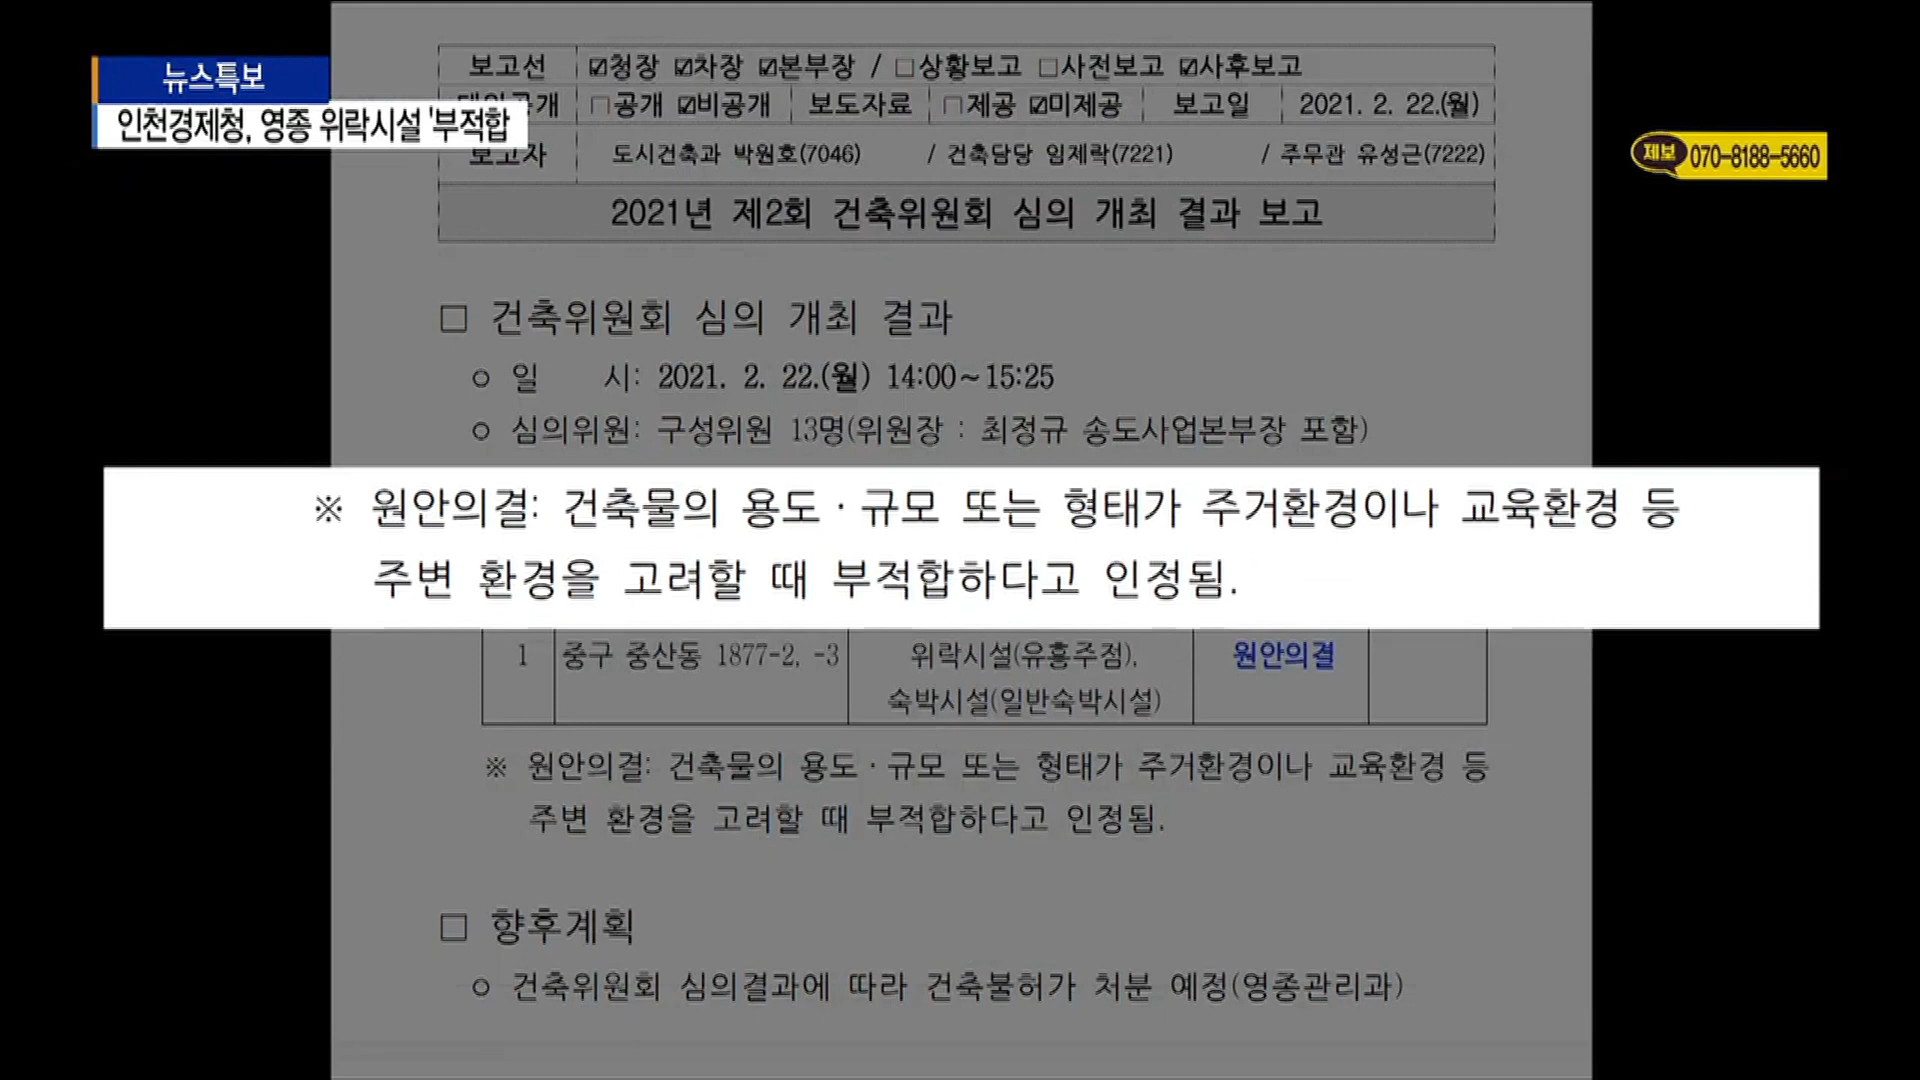 뉴스특보
인천경제청, 영종 위락시설 '부적합
제보 070-8188-5660
보고선 ☑청장 ☑차장 ☑본부장 / □상황보고 □사전보고 ☑사후보고
□공개 ☑비공개 보도자료 □제공 ☑미제공 보고일 2021. 2. 22.(월)
보고자 도시건축과 박원호(7046) / 건축담당 임제락(7221) / 주무관 유성근(7222)
2021년 제2회 건축위원회 심의 개최 결과 보고
□ 건축위원회 심의 개최 결과
○ 일 시: 2021. 2. 22.(월) 14:00~15:25
○ 심의위원: 구성위원 13명(위원장 : 최정규 송도사업본부장 포함)
※ 원안의결: 건축물의 용도·규모 또는 형태가 주거환경이나 교육환경 등
주변 환경을 고려할 때 부적합하다고 인정됨.
1 중구 중산동 1877-2, -3 위락시설(유흥주점), 원안의결
숙박시설(일반숙박시설)
※ 원안의결: 건축물의 용도·규모 또는 형태가 주거환경이나 교육환경 등
주변 환경을 고려할 때 부적합하다고 인정됨.
□ 향후계획
○ 건축위원회 심의결과에 따라 건축불허가 처분 예정(영종관리과)